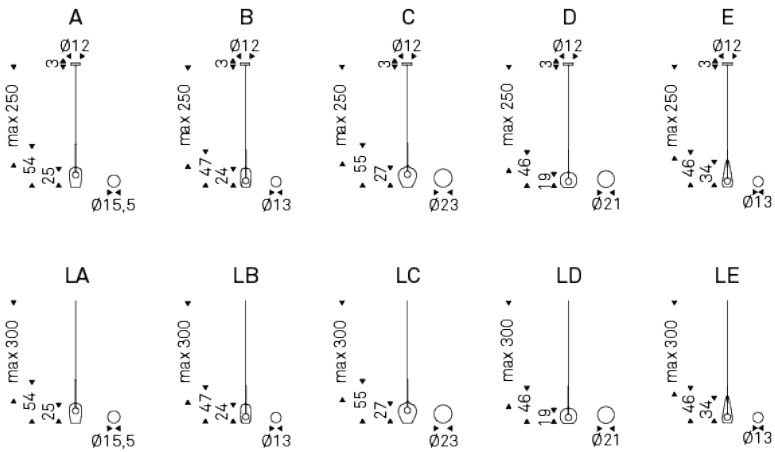 A B C D E
Ø12 Ø12 Ø12 Ø12 Ø12
3 3 3 3 3
max 250 max 250 max 250 max 250 max 250
54 25 47 24 55 27 46 19 46 34
Ø15,5 Ø13 Ø23 Ø21 Ø13
LA LB LC LD LE
max 300 max 300 max 300 max 300 max 300
54 25 47 24 55 27 46 19 46 34
Ø15,5 Ø13 Ø23 Ø21 Ø13